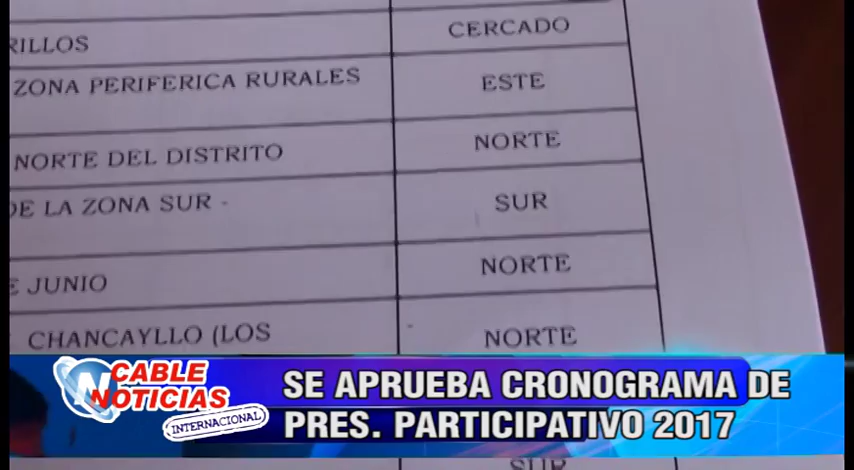 RILLOS CERCADO
ZONA PERIFERICA RURALES ESTE
NORTE DEL DISTRITO NORTE
DE LA ZONA SUR - SUR
E JUNIO NORTE
CHANCAYLLO (LOS NORTE
CABLE
NOTICIAS
INTERNACIONAL
SE APRUEBA CRONOGRAMA DE
PRES. PARTICIPATIVO 2017
SUR